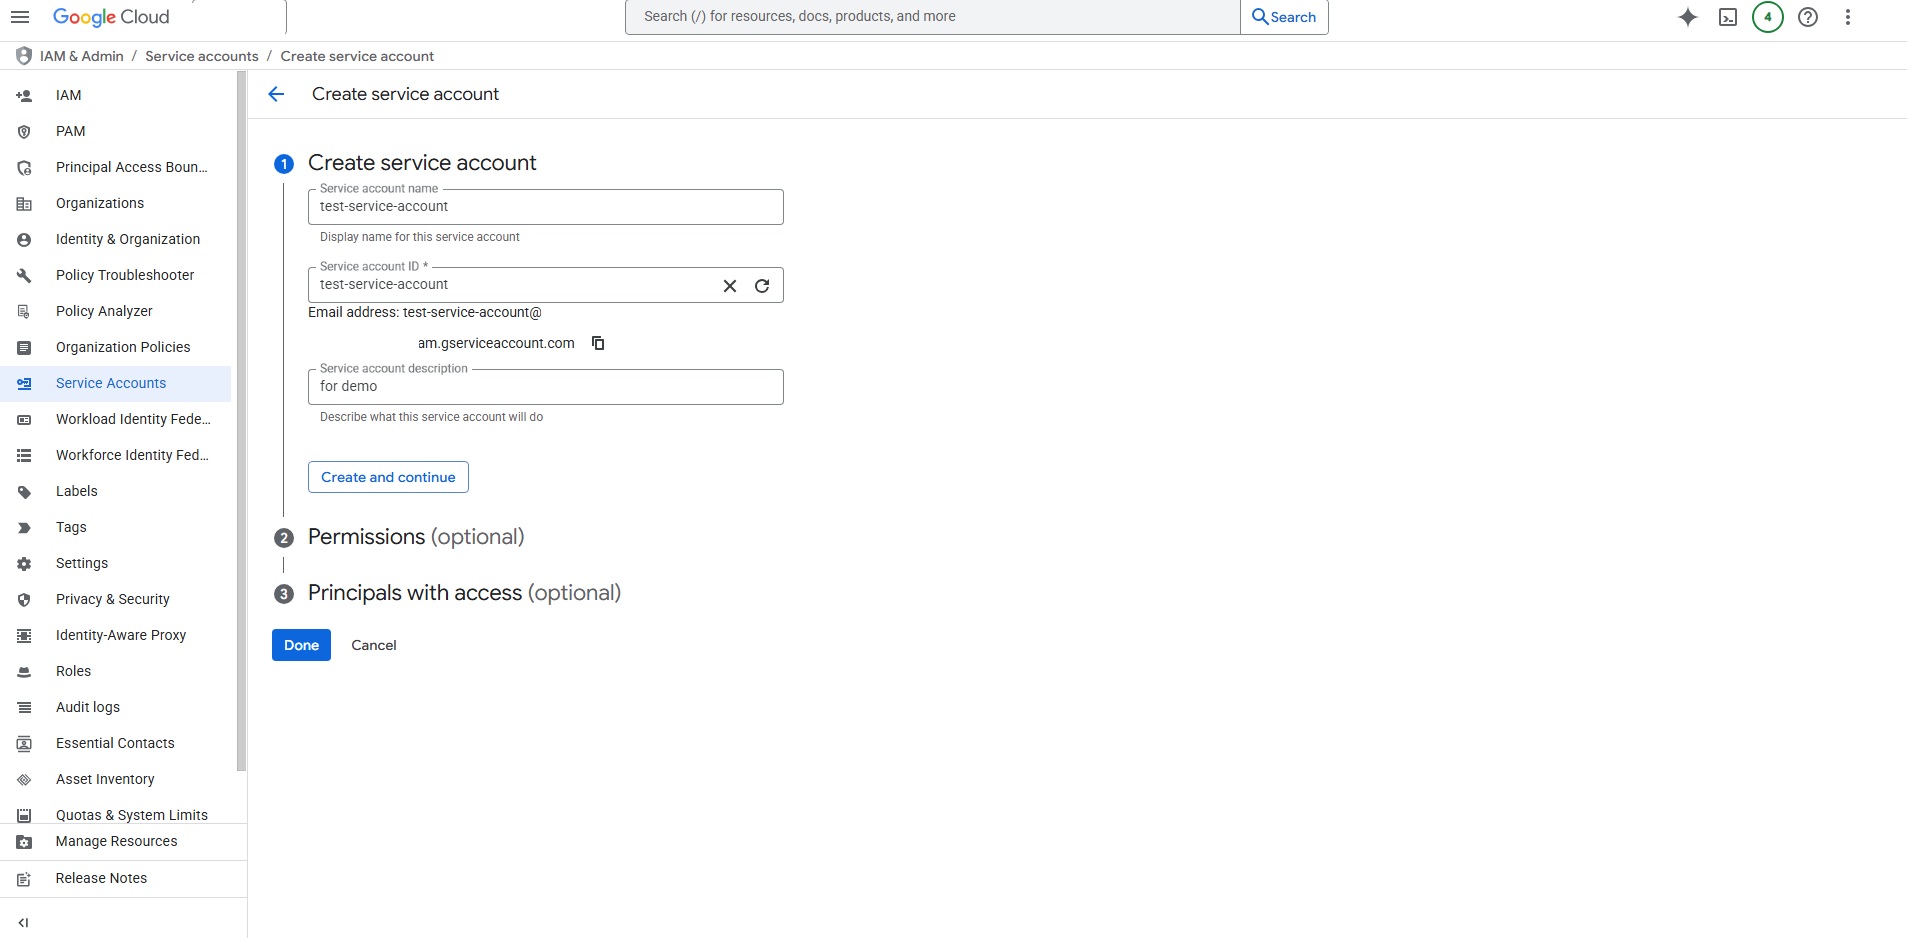 Google Cloud
Search (/) for resources, docs, products, and more
Search
4
IAM & Admin / Service accounts / Create service account
IAM
PAM
Principal Access Boun...
Organizations
Identity & Organization
Policy Troubleshooter
Policy Analyzer
Organization Policies
Service Accounts
Workload Identity Fede...
Workforce Identity Fed...
Labels
Tags
Settings
Privacy & Security
Identity-Aware Proxy
Roles
Audit logs
Essential Contacts
Asset Inventory
Quotas & System Limits
Manage Resources
Release Notes
Create service account
1 Create service account
Service account name
test-service-account
Display name for this service account
Service account ID *
test-service-account
Email address: test-service-account@
am.gserviceaccount.com
Service account description
for demo
Describe what this service account will do
Create and continue
2 Permissions (optional)
3 Principals with access (optional)
Done Cancel